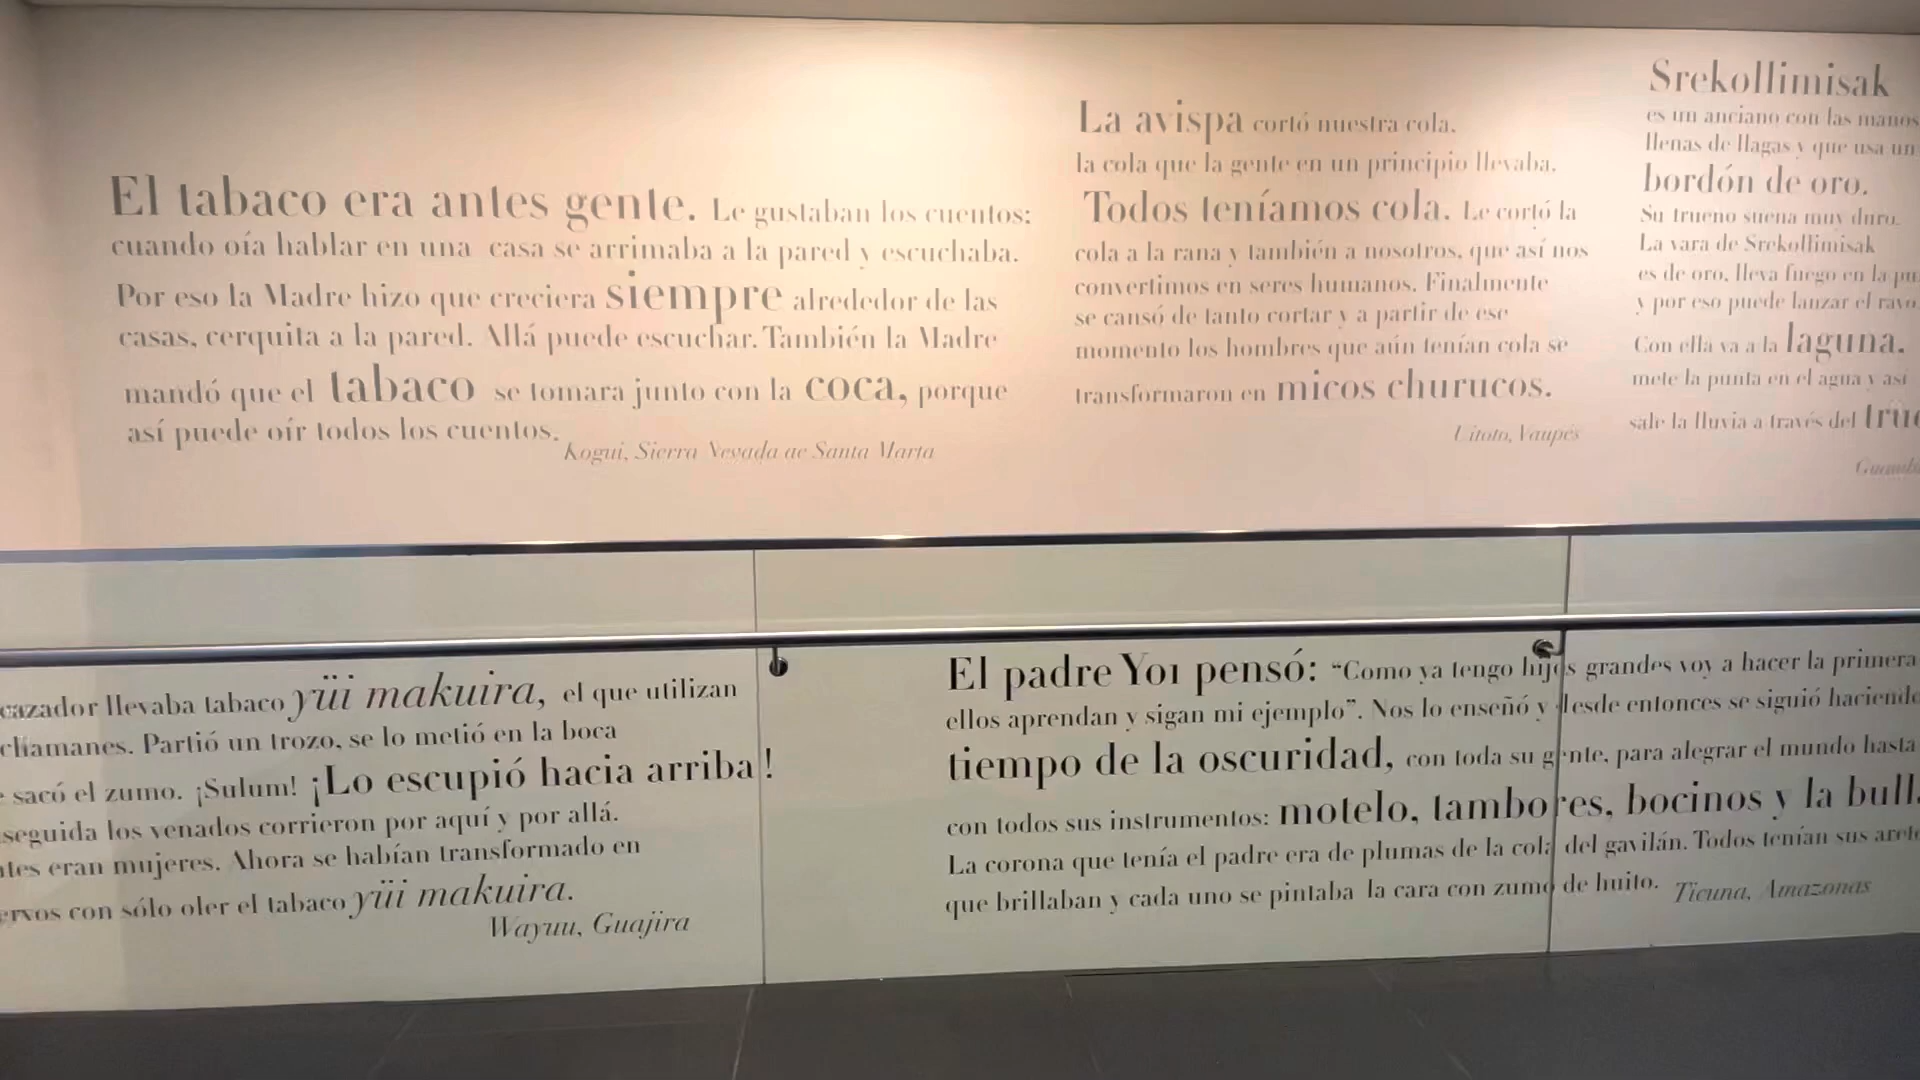 El tabaco era antes gente. Le gustaban los cuentos:
cuando oía hablar en una casa se arrimaba a la pared y escuchaba.
Por eso la Madre hizo que creciera siempre alrededor de las
casas, cerquita a la pared. Allá puede escuchar. También la Madre
mandó que el tabaco se tomara junto con la coca, porque
así puede oír todos los cuentos.
Kogui, Sierra Nevada de Santa Marta
La avispa cortó nuestra cola,
la cola que la gente en un principio llevaba.
Todos teníamos cola. Le cortó la
cola a la rana y también a nosotros, que así nos
convertimos en seres humanos. Finalmente
se cansó de tanto cortar y a partir de ese
momento los hombres que aún tenían cola se
transformaron en micos churucos.
Uitoto, Vaupés
Srekollimisak
es un anciano con las manos
llenas de llagas y que usa un
bordón de oro.
Su trueno suena muy duro.
La vara de Srekollimisak
es de oro, lleva fuego en la
y por eso puede lanzar el rayo.
Con ella va a la laguna,
mete la punta en el agua y así
sale la lluvia a través del
cazador llevaba tabaco yüi makuira, el que utilizan
chamanes. Partió un trozo, se lo metió en la boca
sacó el zumo. ¡Sulum! ¡Lo escupió hacia arriba!
seguida los venados corrieron por aquí y por allá.
eran mujeres. Ahora se habían transformado en
con sólo oler el tabaco yüi makuira.
Wayuu, Guajira
El padre Yoı pensó: “Como ya tengo hijos grandes voy a hacer la primera
ellos aprendan y sigan mi ejemplo”. Nos lo enseñó y desde entonces se siguió haciendo
tiempo de la oscuridad, con toda su gente, para alegrar el mundo hasta
con todos sus instrumentos: motelo, tambores, bocinos y la
La corona que tenía el padre era de plumas de la cola del gavilán. Todos tenían sus
que brillaban y cada uno se pintaba la cara con zumo de huito.
Ticuna, Amazonas